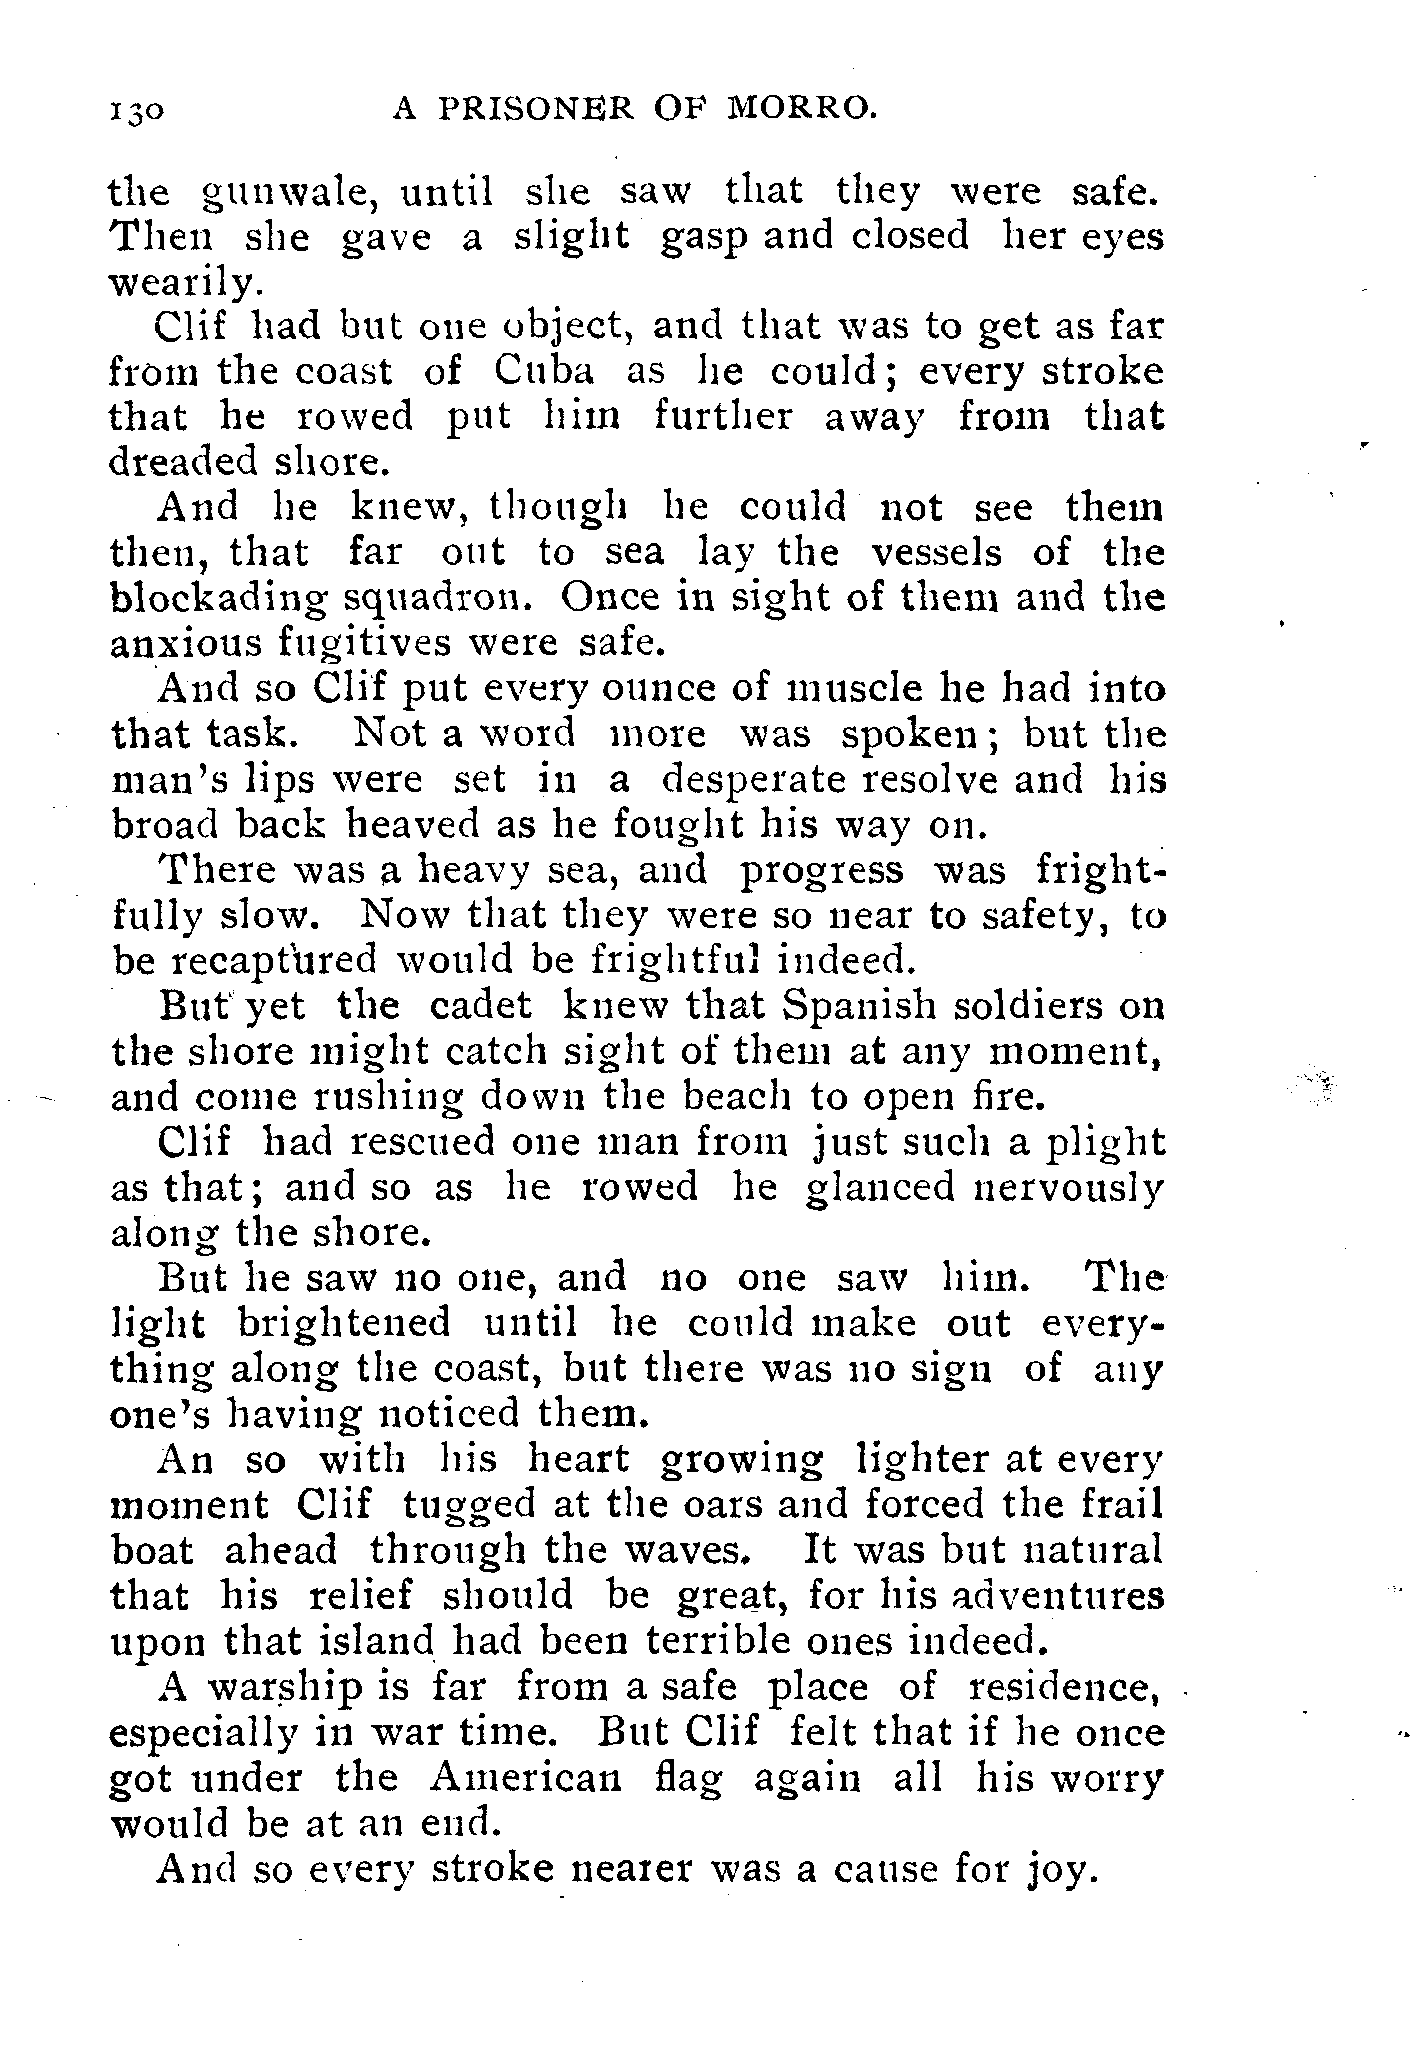 130 A PRISONER OF MORRO.
the gunwale, until she saw that they were safe.
Then she gave a slight gasp and closed her eyes
wearily.
Clif had but one object, and that was to get as far
from the coast of Cuba as he could; every stroke
that he rowed put him further away from that
dreaded shore.
And he knew, though he could not see them
then, that far out to sea lay the vessels of the
blockading squadron. Once in sight of them and the
anxious fugitives were safe.
And so Clif put every ounce of muscle he had into
that task. Not a word more was spoken; but the
man's lips were set in a desperate resolve and his
broad back heaved as he fought his way on.
There was a heavy sea, and progress was fright-
fully slow. Now that they were so near to safety, to
be recaptured would be frightful indeed.
But yet the cadet knew that Spanish soldiers on
the shore might catch sight of them at any moment,
and come rushing down the beach to open fire.
Clif had rescued one man from just such a plight
as that; and so as he rowed he glanced nervously
along the shore.
But he saw no one, and no one saw him. The
light brightened until he could make out every-
thing along the coast, but there was no sign of any
one's having noticed them.
An so with his heart growing lighter at every
moment Clif tugged at the oars and forced the frail
boat ahead through the waves. It was but natural
that his relief should be great, for his adventures
upon that island had been terrible ones indeed.
A warship is far from a safe place of residence,
especially in war time. But Clif felt that if he once
got under the American flag again all his worry
would be at an end.
And so every stroke nearer was a cause for joy.